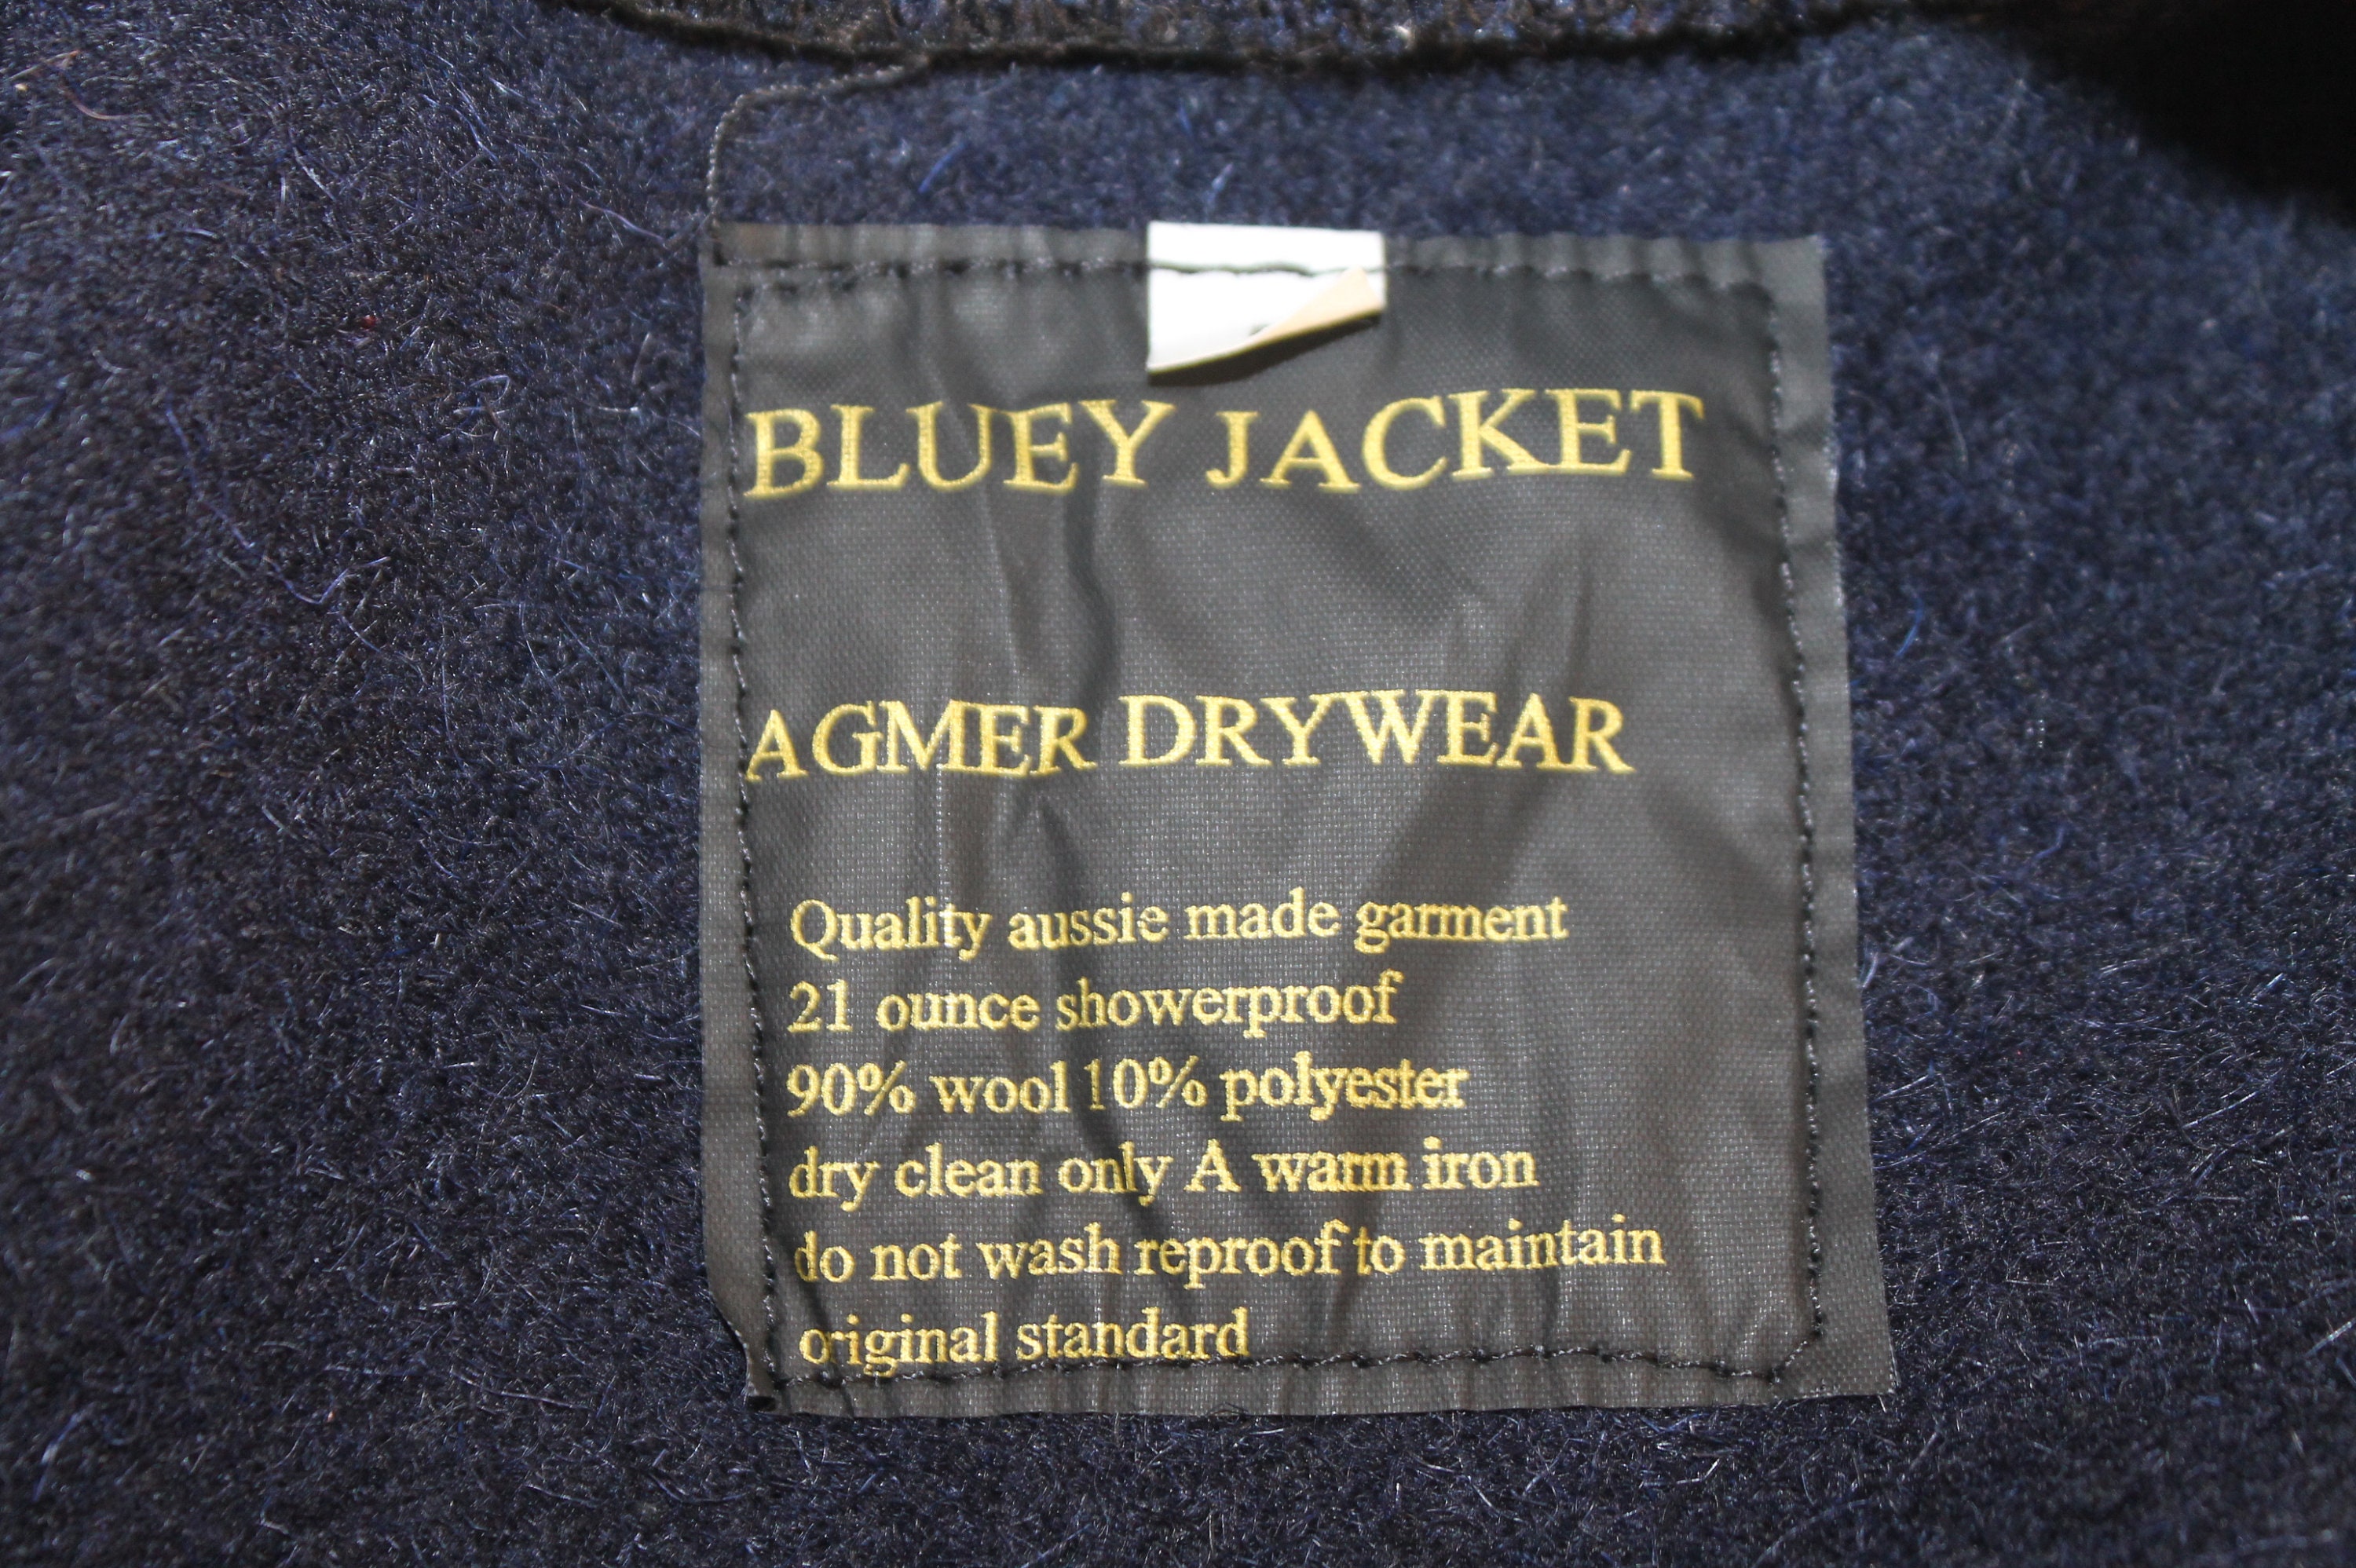 BLUEY JACKET
AGMER DRYWEAR
Quality aussie made garment
21 ounce showerproof
90% wool 10% polyester
dry clean only A warm iron
do not wash reproof to maintain
original standard